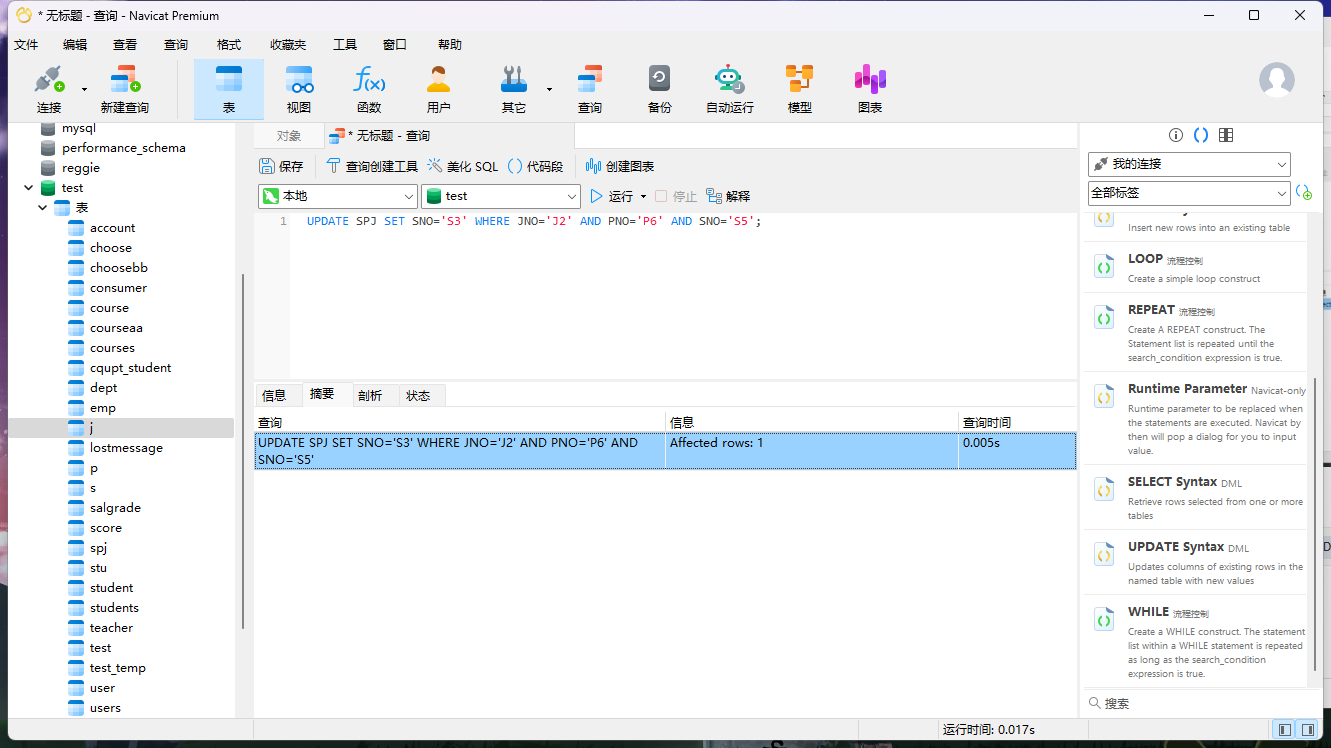 * 无标题 - 查询 - Navicat Premium
文件 编辑 查看 查询 格式 收藏夹 工具 窗口 帮助
连接 新建查询 表 视图 函数 用户 其它 查询 备份 自动运行 模型 图表
mysql
performance_schema
reggie
test
表
account
choose
choosebb
consumer
course
courseaa
courses
cqupt_student
dept
emp
j
lostmessage
p
s
salgrade
score
spj
stu
student
students
teacher
test
test_temp
user
users
对象 * 无标题 - 查询
保存 查询创建工具 美化 SQL 代码段 创建图表
本地 test 运行 停止 解释
1 UPDATE SPJ SET SNO='S3' WHERE JNO='J2' AND PNO='P6' AND SNO='S5';
信息 摘要 剖析 状态
查询 信息 查询时间
UPDATE SPJ SET SNO='S3' WHERE JNO='J2' AND PNO='P6' AND Affected rows: 1 0.005s
SNO='S5'
我的连接
全部标签
Insert new rows into an existing table
LOOP 流程控制
Create a simple loop construct
REPEAT 流程控制
Create A REPEAT construct. The
Statement list is repeated until the
search_condition expression is true.
Runtime Parameter Navicat-only
Runtime parameter to be replaced when
the statements are executed. Navicat by
then will pop a dialog for you to input
value.
SELECT Syntax DML
Retrieve rows selected from one or more
tables
UPDATE Syntax DML
Updates columns of existing rows in the
named table with new values
WHILE 流程控制
Create a WHILE construct. The statement
list within a WHILE statement is repeated
as long as the search_condition
expression is true.
搜索
运行时间: 0.017s